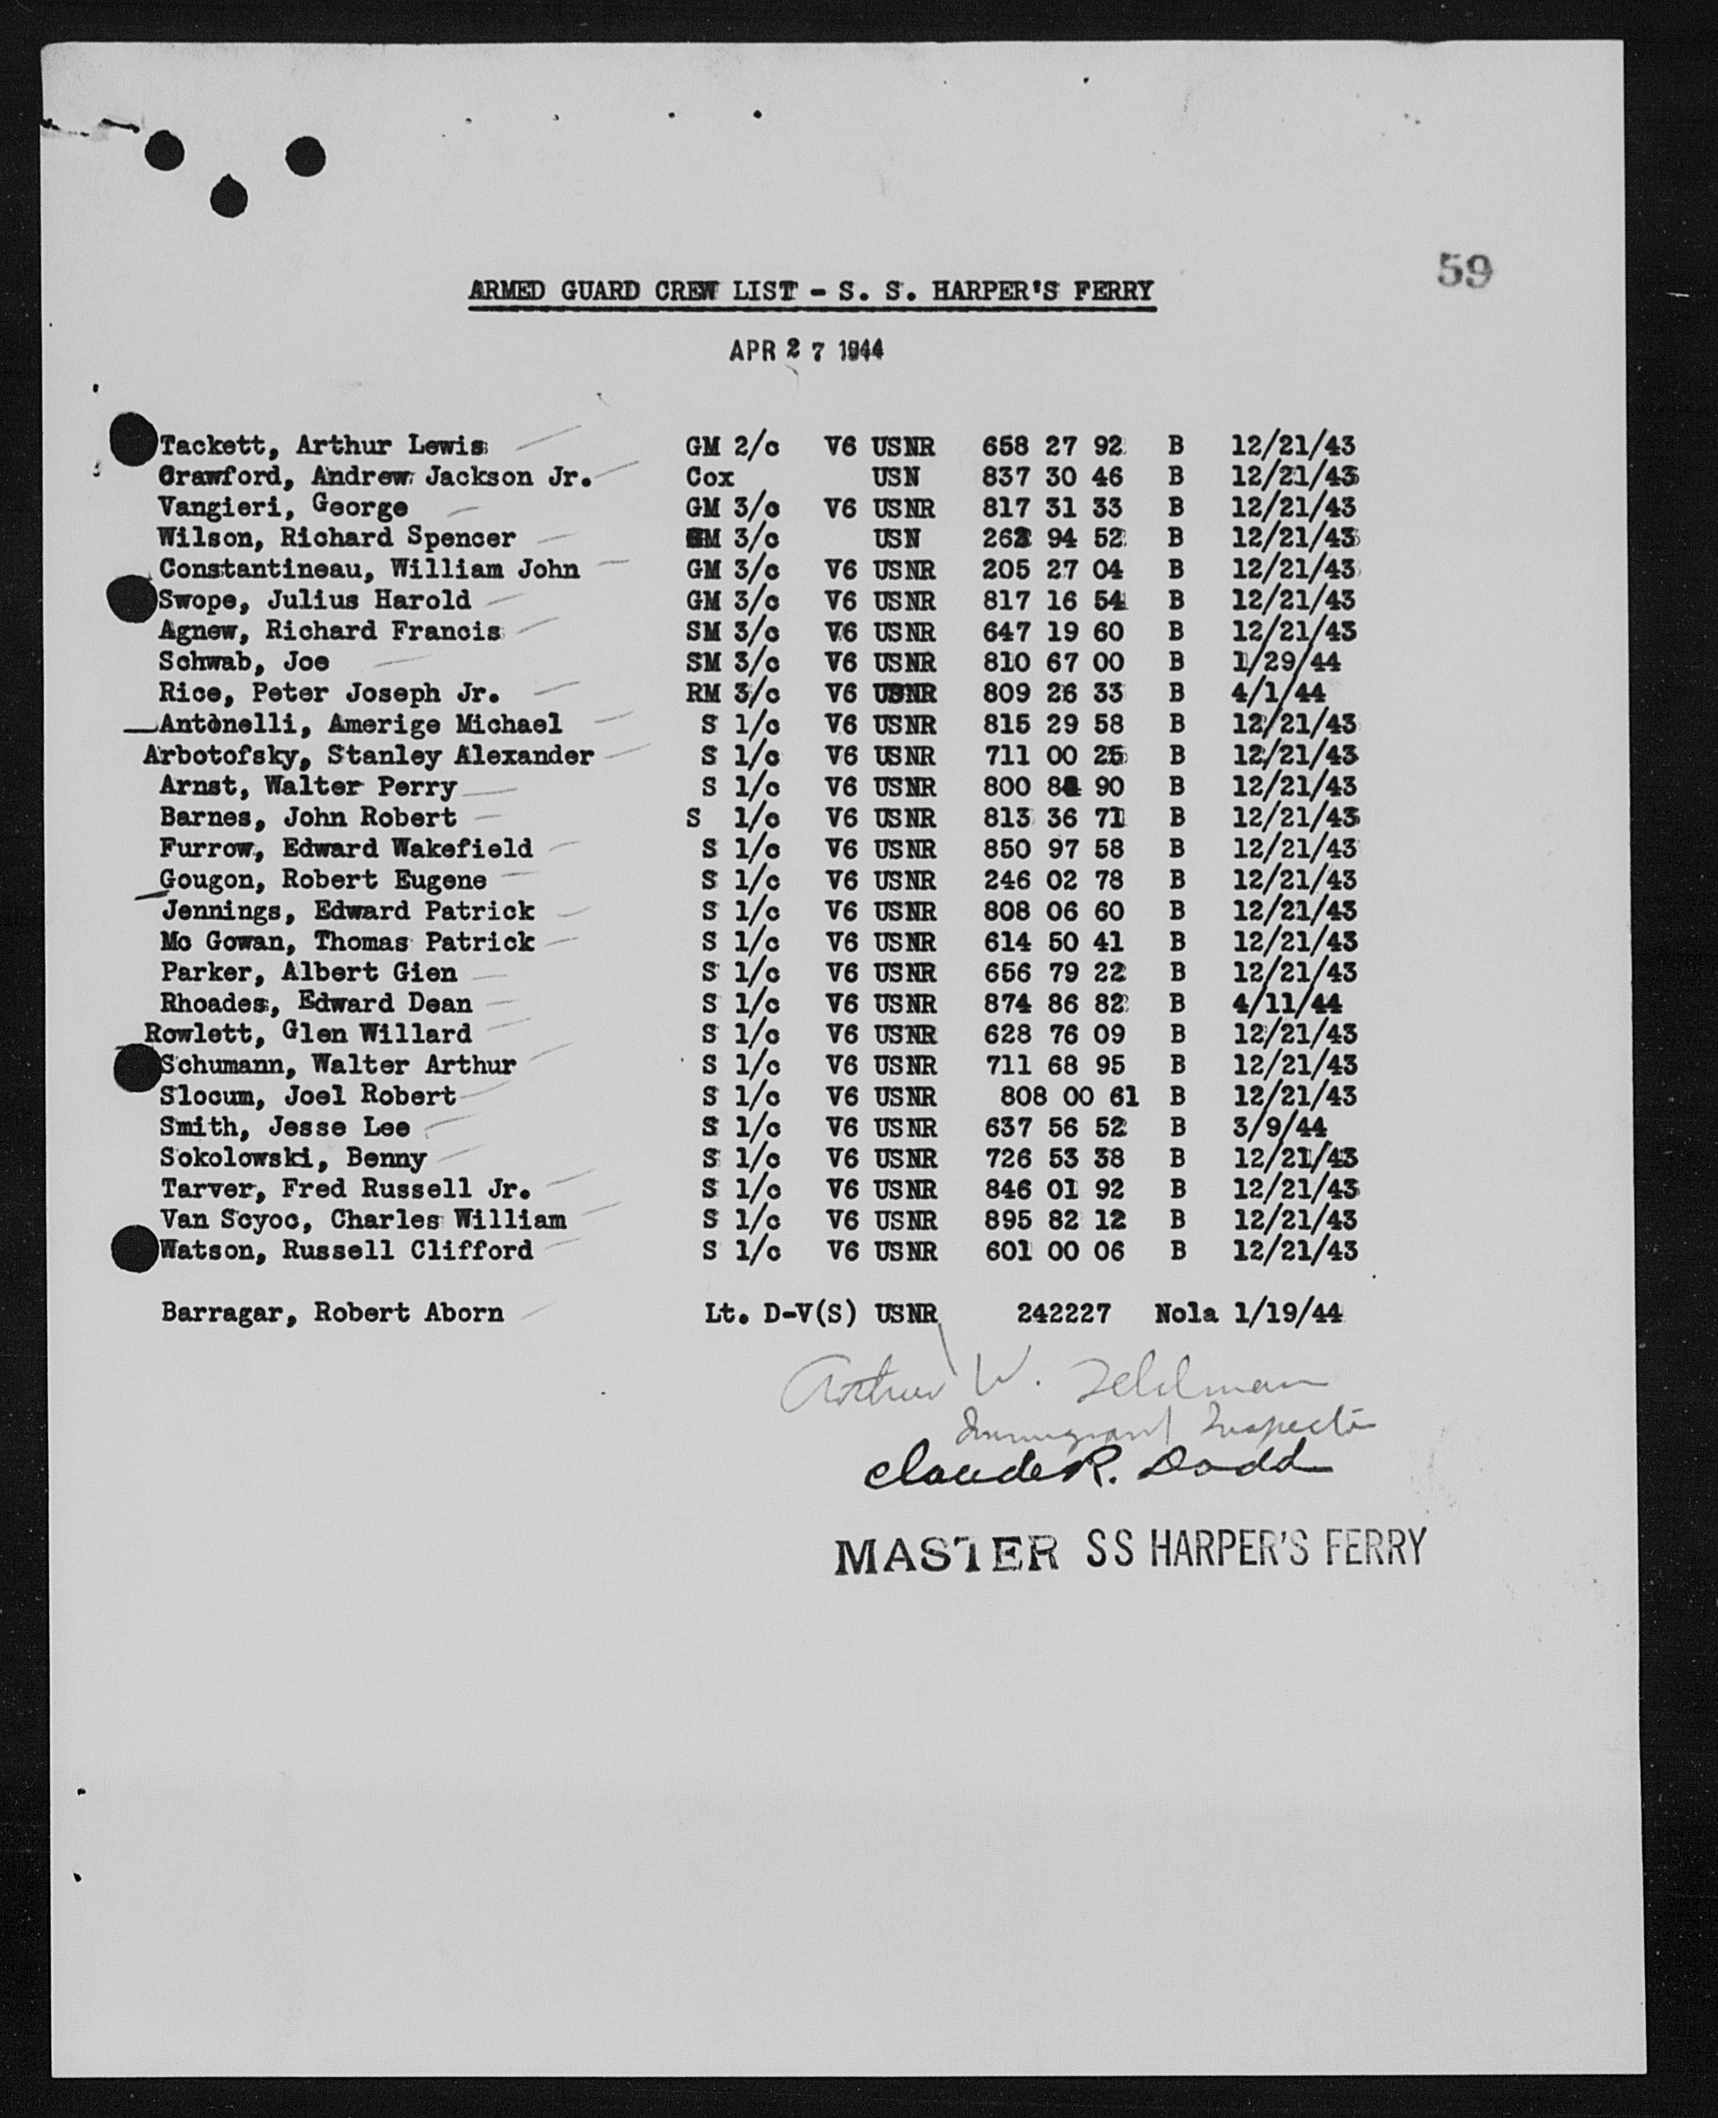 59
ARMED GUARD CREW LIST - S. S. HARPER'S FERRY
APR 27 1944
Tackett, Arthur Lewis GM 2/c V6 USNR 658 27 92 B 12/21/43
Crawford, Andrew Jackson Jr. Cox USN 837 30 46 B 12/21/43
Vangieri, George GM 3/c V6 USNR 817 31 33 B 12/21/43
Wilson, Richard Spencer GM 3/c USN 262 94 52 B 12/21/43
Constantineau, William John GM 3/c V6 USNR 205 27 04 B 12/21/43
Swope, Julius Harold GM 3/c V6 USNR 817 16 54 B 12/21/43
Agnew, Richard Francis SM 3/c V6 USNR 647 19 60 B 12/21/43
Schwab, Joe SM 3/c V6 USNR 810 67 00 B 1/29/44
Rice, Peter Joseph Jr. RM 3/c V6 USNR 809 26 33 B 4/1/44
Antonelli, Amerige Michael S 1/c V6 USNR 815 29 58 B 12/21/43
Arbotofsky, Stanley Alexander S 1/c V6 USNR 711 00 25 B 12/21/43
Arnst, Walter Perry S 1/c V6 USNR 800 84 90 B 12/21/43
Barnes, John Robert S 1/c V6 USNR 813 36 71 B 12/21/43
Furrow, Edward Wakefield S 1/c V6 USNR 850 97 58 B 12/21/43
Gougon, Robert Eugene S 1/c V6 USNR 246 02 78 B 12/21/43
Jennings, Edward Patrick S 1/c V6 USNR 808 06 60 B 12/21/43
Mc Gowan, Thomas Patrick S 1/c V6 USNR 614 50 41 B 12/21/43
Parker, Albert Gien S 1/c V6 USNR 656 79 22 B 12/21/43
Rhoades, Edward Dean S 1/c V6 USNR 874 86 82 B 4/11/44
Rowlett, Glen Willard S 1/c V6 USNR 628 76 09 B 12/21/43
Schumann, Walter Arthur S 1/c V6 USNR 711 68 95 B 12/21/43
Slocum, Joel Robert S 1/c V6 USNR 808 00 61 B 12/21/43
Smith, Jesse Lee S 1/c V6 USNR 637 56 52 B 3/9/44
Sokolowski, Benny S 1/c V6 USNR 726 53 38 B 12/21/43
Tarver, Fred Russell Jr. S 1/c V6 USNR 846 01 92 B 12/21/43
Van Scyoc, Charles William S 1/c V6 USNR 895 82 12 B 12/21/43
Watson, Russell Clifford S 1/c V6 USNR 601 00 06 B 12/21/43
Barragar, Robert Aborn Lt. D-V(S) USNR 242227 Nola 1/19/44
Arthur W. Feldman
Immigrant Inspector
Claude R. Dodd
MASTER SS HARPER'S FERRY